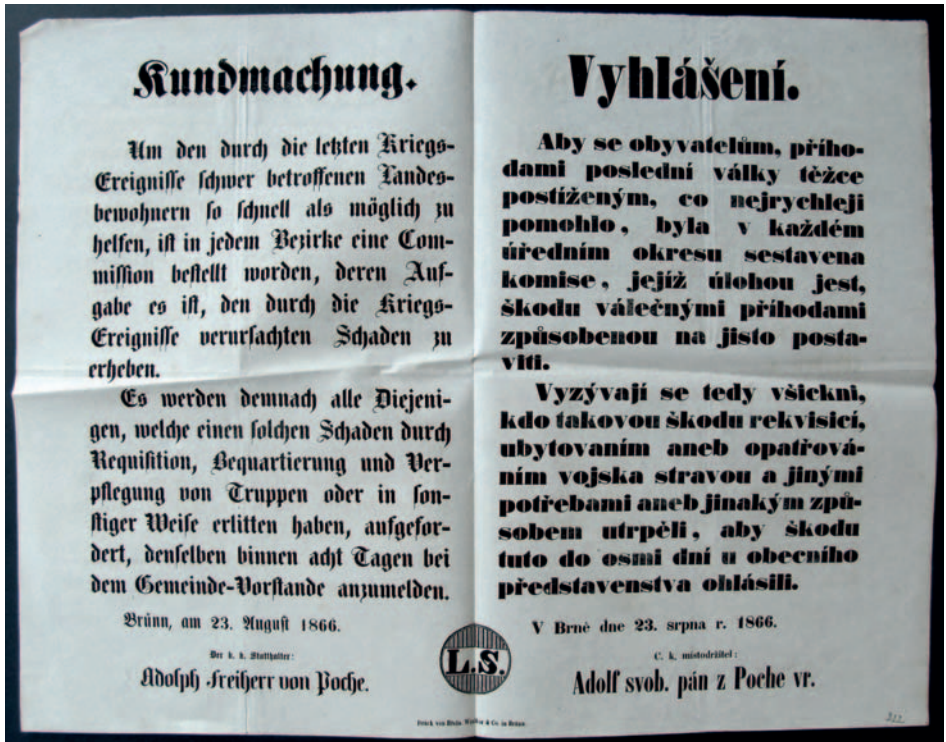 Kundmachung.
Um den durch die letzten Kriegs-
Ereignisse schwer betroffenen Landes-
bewohnern so schnell als möglich zu
helfen, ist in jedem Bezirke eine Com-
mission bestellt worden, deren Auf-
gabe es ist, den durch die Kriegs-
Ereignisse verursachten Schaden zu
erheben.
Es werden demnach alle Diejeni-
gen, welche einen solchen Schaden durch
Requisition, Bequartierung und Ver-
pflegung von Truppen oder in son-
stiger Weise erlitten haben, aufgefor-
dert, denselben binnen acht Tagen bei
dem Gemeinde-Vorstande anzumelden.
Brünn, am 23. August 1866.
Der k. k. Statthalter:
Adolph Freiherr von Poche.
Vyhlášení.
Aby se obyvatelům, přího-
dami poslední války těžce
postíženým, co nejrychleji
pomohlo, byla v každém
úředním okresu sestavena
komise, jejíž úlohou jest,
škodu válečnými příhodami
způsobenou na jisto posta-
viti.
Vyzývají se tedy všickni,
kdo takovou škodu rekvisicí,
ubytovaním aneb opatřová-
ním vojska stravou a jinými
potřebami aneb jinakým způ-
sobem utrpěli, aby škodu
tuto do osmi dní u obecního
představenstva ohlásili.
V Brně dne 23. srpna r. 1866.
C. k. místodržitel:
Adolf svob. pán z Poche vr.
L.S.
Druck von & Co. in Brünn.
322